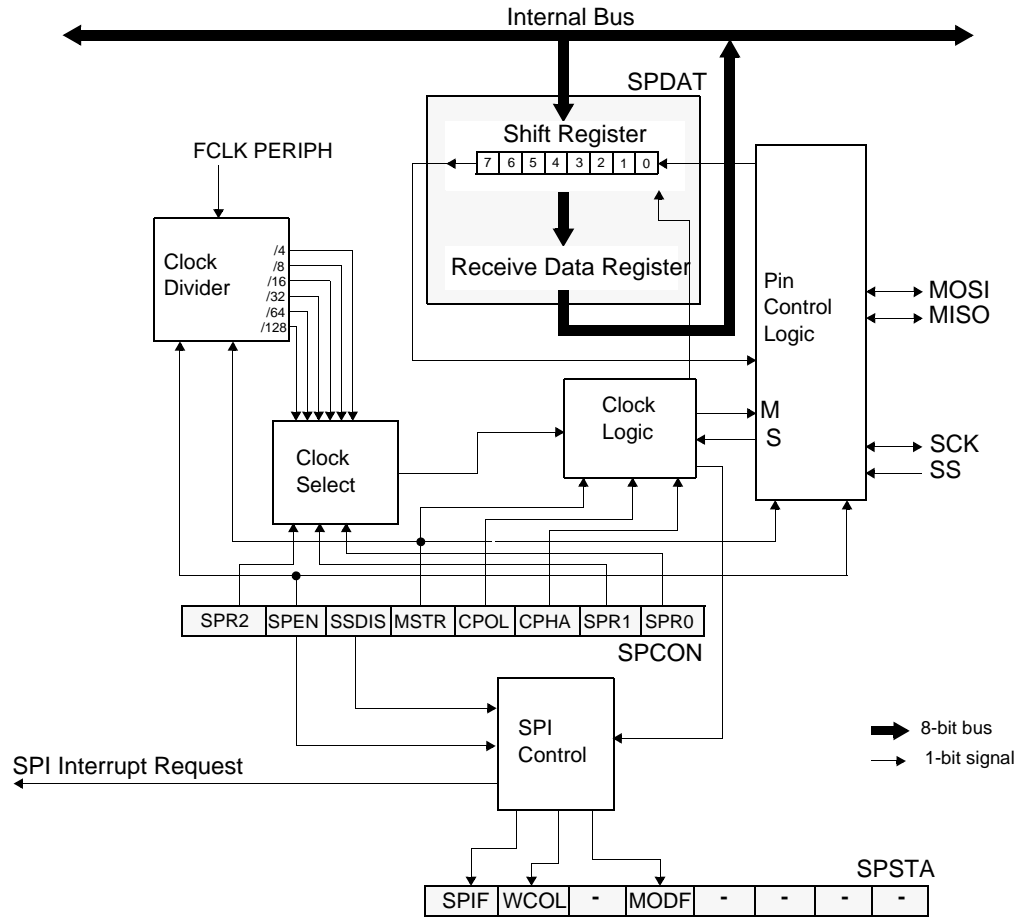 Internal Bus
SPDAT
Shift Register
7 6 5 4 3 2 1 0
FCLK PERIPH
Clock
Divider
/4
/8
/16
/32
/64
/128
Receive Data Register
Pin
Control
Logic
MOSI
MISO
Clock
Logic
M
S
SCK
SS
Clock
Select
SPR2 SPEN SSDIS MSTR CPOL CPHA SPR1 SPR0
SPCON
SPI
Control
8-bit bus
1-bit signal
SPI Interrupt Request
SPSTA
SPIF WCOL - MODF - - - -